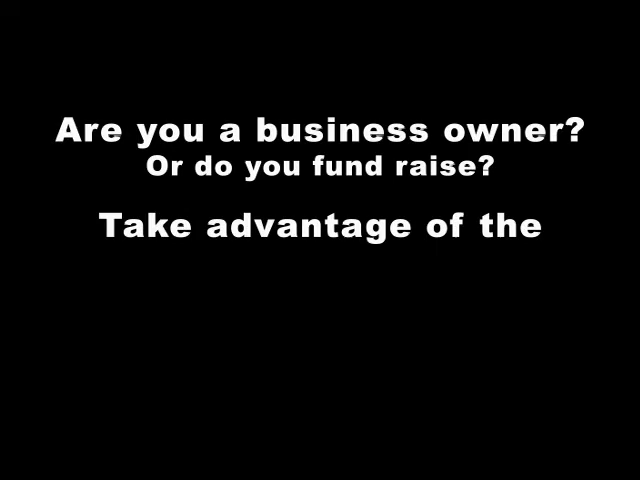 Are you a business owner?
Or do you fund raise?
Take advantage of the